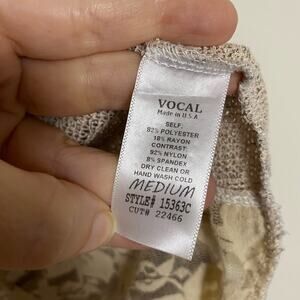 VOCAL
Made in U.S.A
SELF:
82% POLYESTER
18% RAYON
CONTRAST:
92% NYLON
8% SPANDEX
DRY CLEAN OR
HAND WASH COLD
MEDIUM
STYLE# 15363C
CUT# 22466